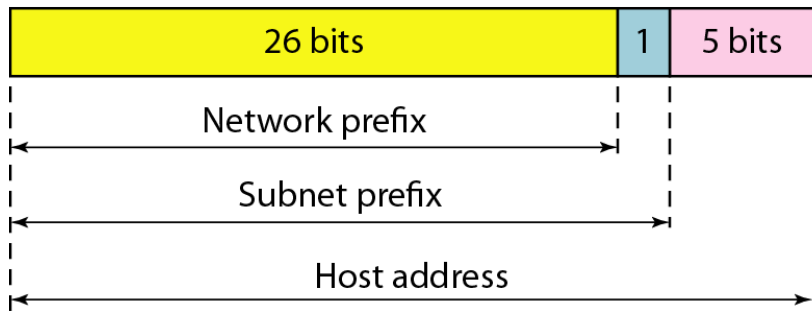 26 bits 1 5 bits
Network prefix
Subnet prefix
Host address